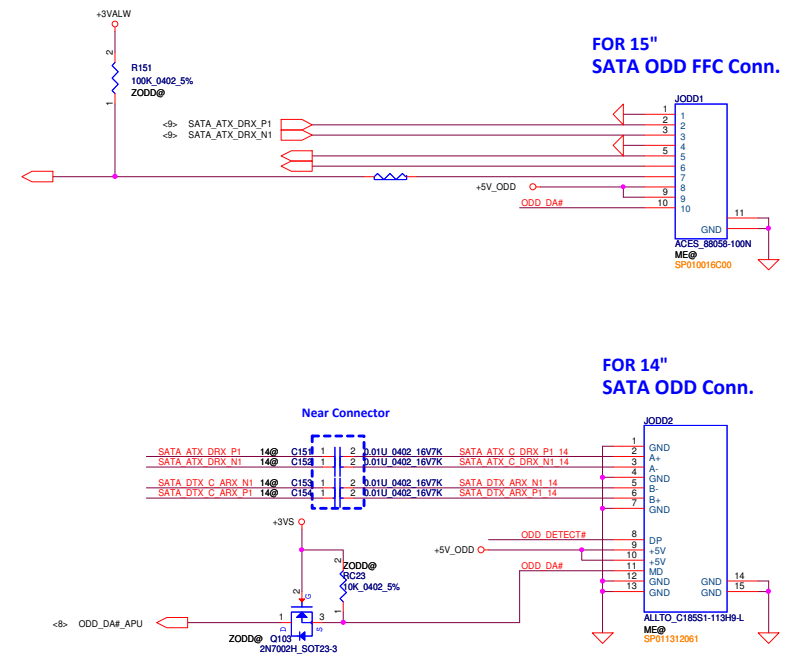 +3VALW
FOR 15"
SATA ODD FFC Conn.
2
R151
100K_0402_5%
ZODD@
1
JODD1
<9> SATA_ATX_DRX_P1
<9> SATA_ATX_DRX_N1
1 1
2 2
3 3
4
5 5
6
7
+5V_ODD 8
9 9
ODD_DA# 10 10
11
GND
ACES_88058-100N
ME@
SP010016C00
FOR 14"
SATA ODD Conn.
Near Connector
JODD2
1 GND
SATA_ATX_DRX_P1 14@ C151 1 2 0.01U_0402_16V7K SATA_ATX_C_DRX_P1_14 2 A+
SATA_ATX_DRX_N1 14@ C152 1 2 0.01U_0402_16V7K SATA_ATX_C_DRX_N1_14 3 A-
4 GND
SATA_DTX_C_ARX_N1 14@ C153 1 2 0.01U_0402_16V7K SATA_DTX_ARX_N1_14 5 B-
SATA_DTX_C_ARX_P1 14@ C154 1 2 0.01U_0402_16V7K SATA_DTX_ARX_P1_14 6 B+
7 GND
+3VS
ODD_DETECT# 8 DP
+5V_ODD 9 +5V
10 +5V
ODD_DA# 11 MD
12 GND GND 14
13 GND GND 15
2
ZODD@
RC23
10K_0402_5%
1
2
G
1 3
D S
<8> ODD_DA#_APU
ZODD@ Q103
2N7002H_SOT23-3
ALLTO_C185S1-113H9-L
ME@
SP011312061